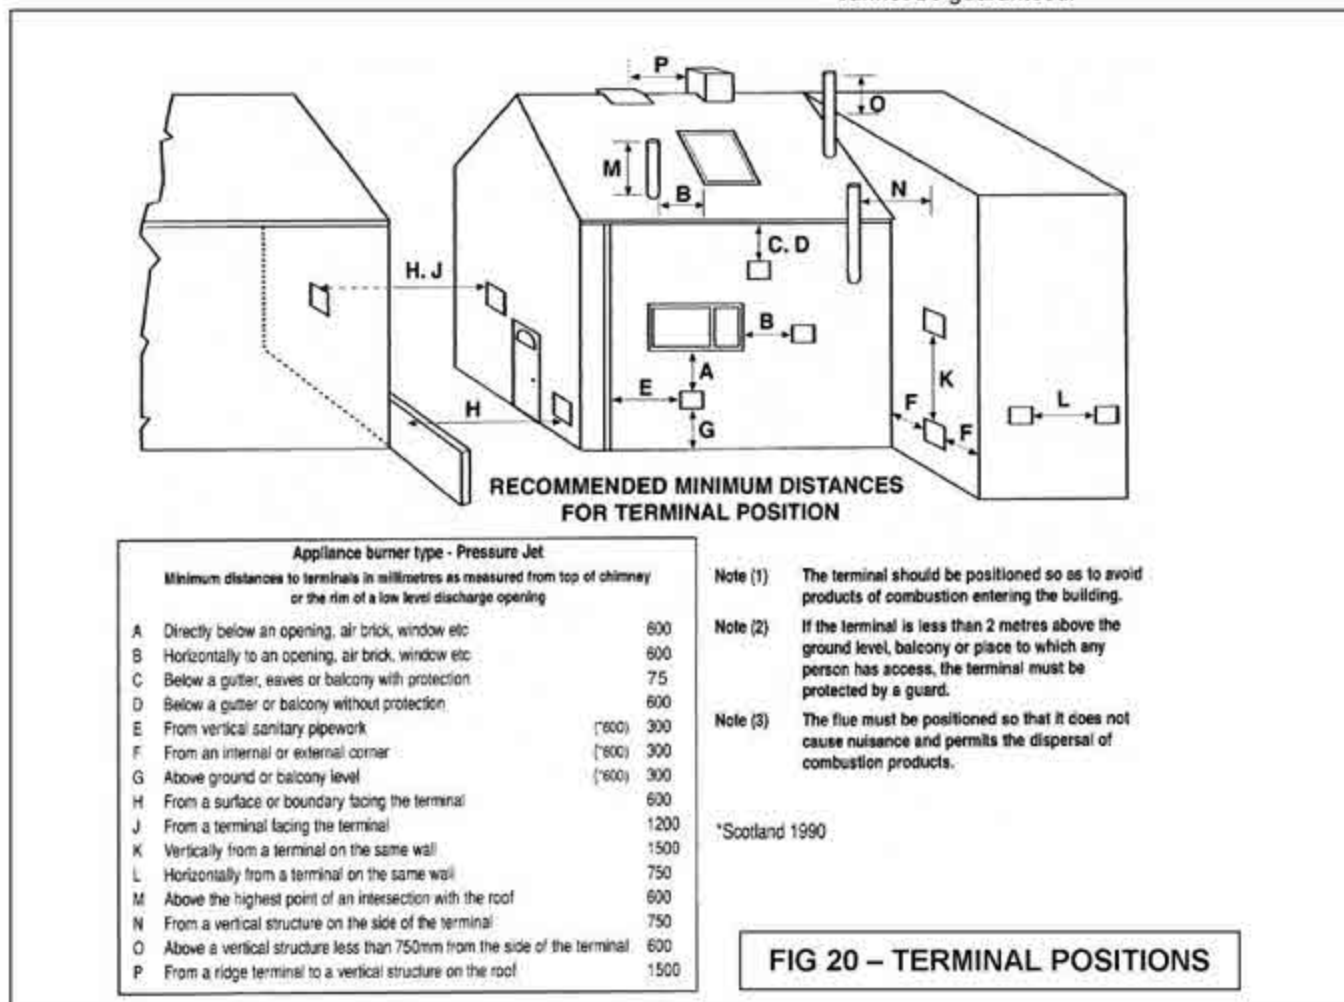 P
O
M
B
N
C. D
H. J
B
A
E
K
F
L
H
G
F
RECOMMENDED MINIMUM DISTANCES
FOR TERMINAL POSITION
Appliance burner type - Pressure Jet
Minimum distances to terminals in millimetres as measured from top of chimney
or the rim of a low level discharge opening
A Directly below an opening, air brick, window etc 600
B Horizontally to an opening, air brick, window etc 600
C Below a gutter, eaves or balcony with protection 75
D Below a gutter or balcony without protection 600
E From vertical sanitary pipework (*600) 300
F From an internal or external corner (*600) 300
G Above ground or balcony level (*600) 300
H From a surface or boundary facing the terminal 600
J From a terminal facing the terminal 1200
K Vertically from a terminal on the same wall 1500
L Horizontally from a terminal on the same wall 750
M Above the highest point of an intersection with the roof 600
N From a vertical structure on the side of the terminal 750
O Above a vertical structure less than 750mm from the side of the terminal 600
P From a ridge terminal to a vertical structure on the roof 1500
Note (1) The terminal should be positioned so as to avoid
products of combustion entering the building.
Note (2) If the terminal is less than 2 metres above the
ground level, balcony or place to which any
person has access, the terminal must be
protected by a guard.
Note (3) The flue must be positioned so that it does not
cause nuisance and permits the dispersal of
combustion products.
*Scotland 1990
FIG 20 – TERMINAL POSITIONS